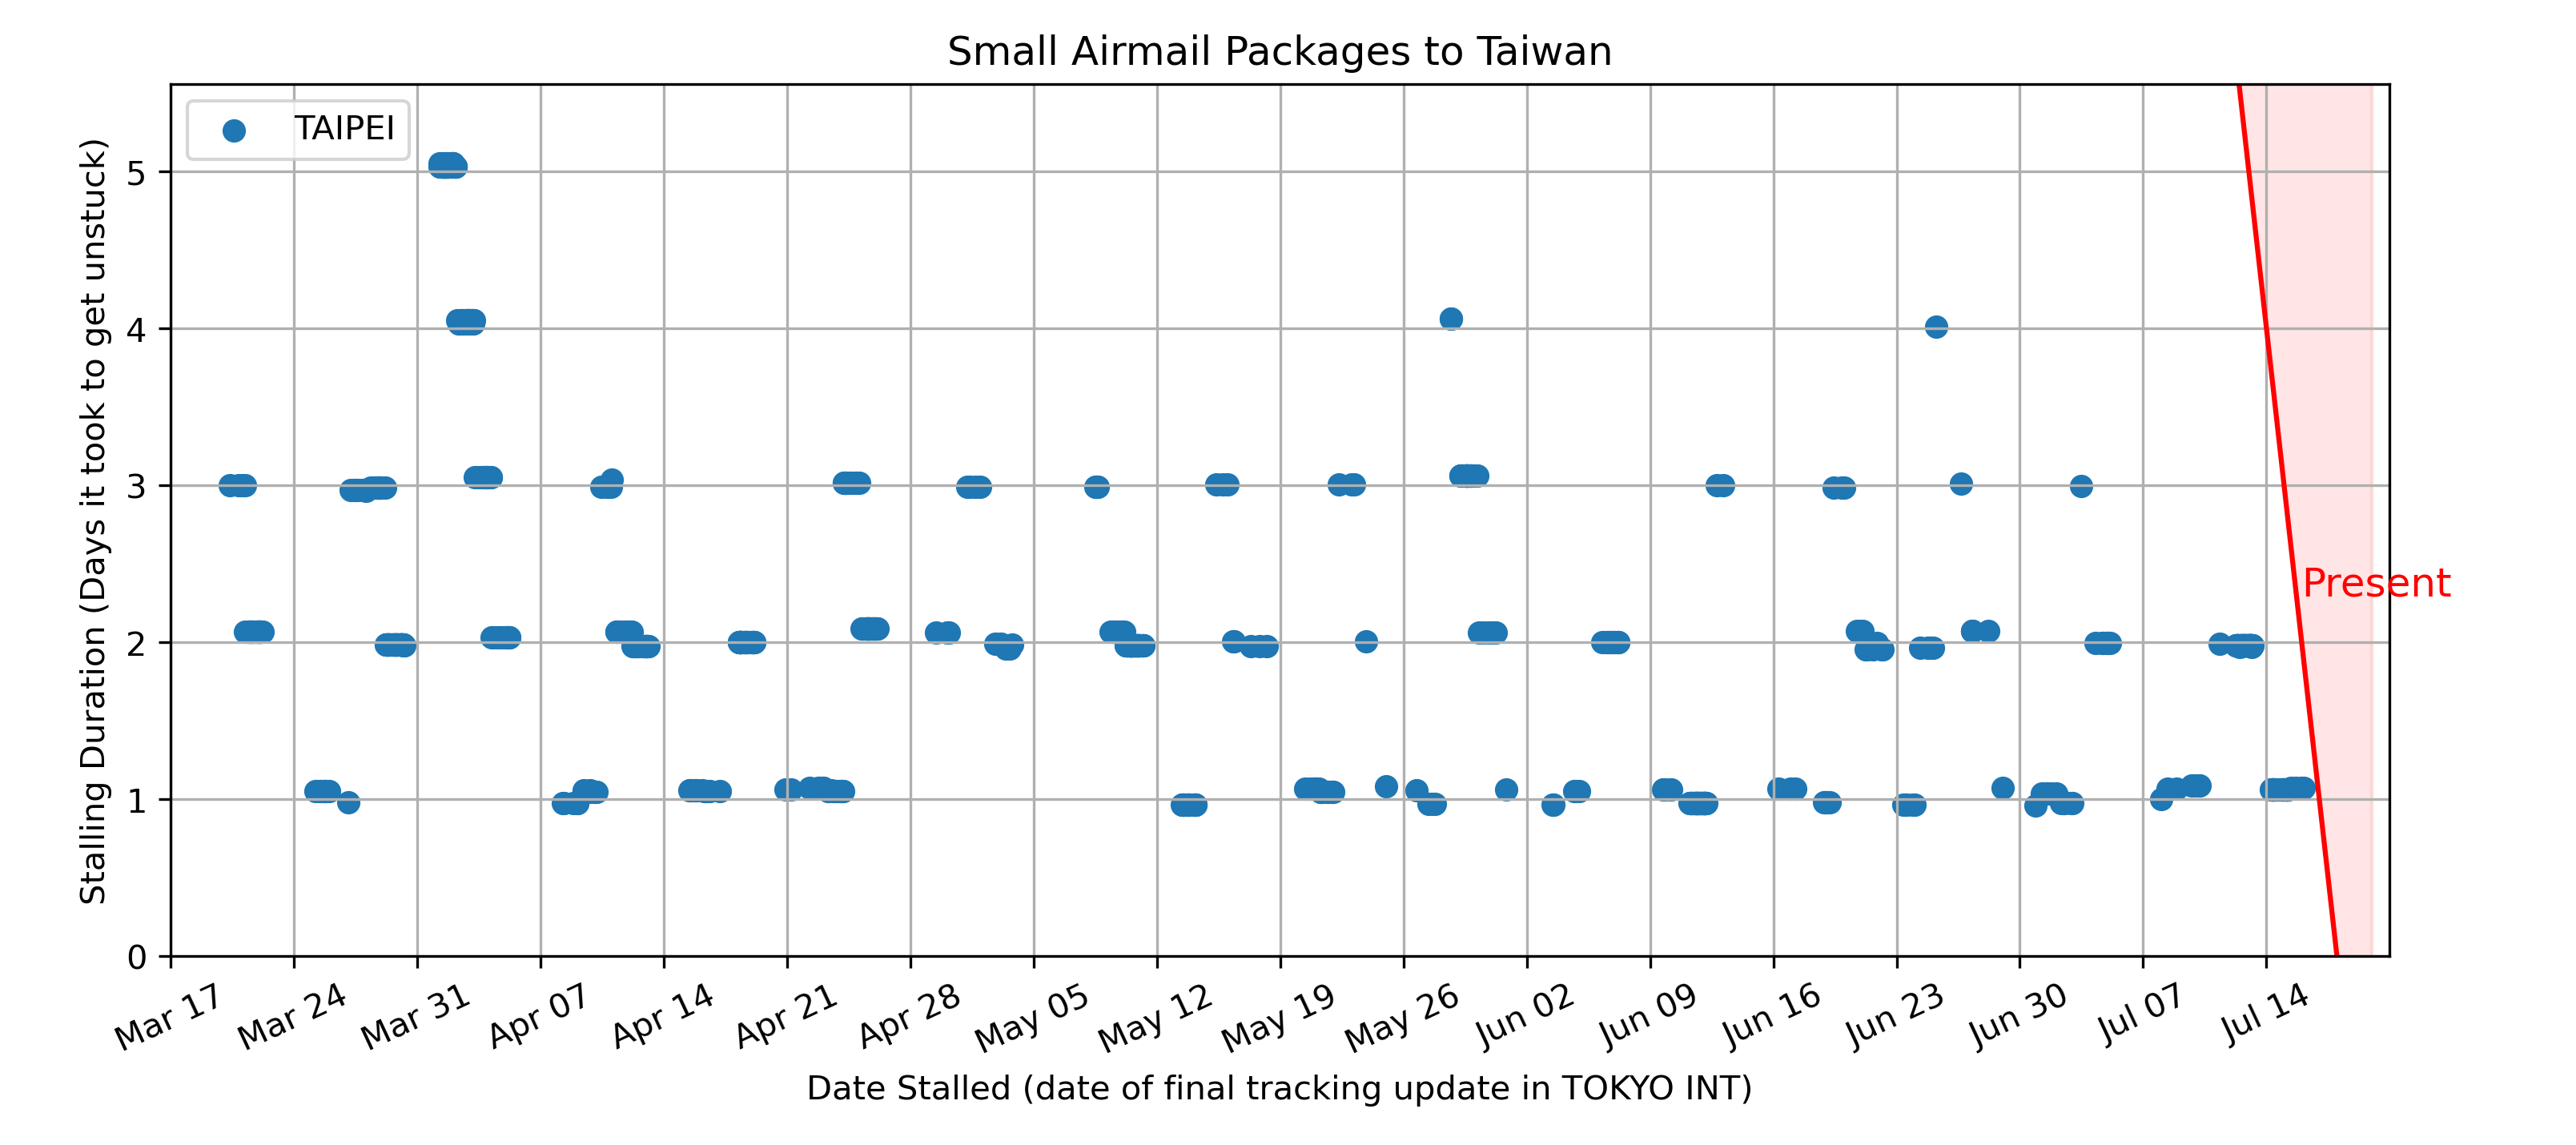 Small Airmail Packages to Taiwan
TAIPEI
Stalling Duration (Days it took to get unstuck)
5
4
3
2
1
0
Present
Mar 17
Mar 24
Mar 31
Apr 07
Apr 14
Apr 21
Apr 28
May 05
May 12
May 19
May 26
Jun 02
Jun 09
Jun 16
Jun 23
Jun 30
Jul 07
Jul 14
Date Stalled (date of final tracking update in TOKYO INT)